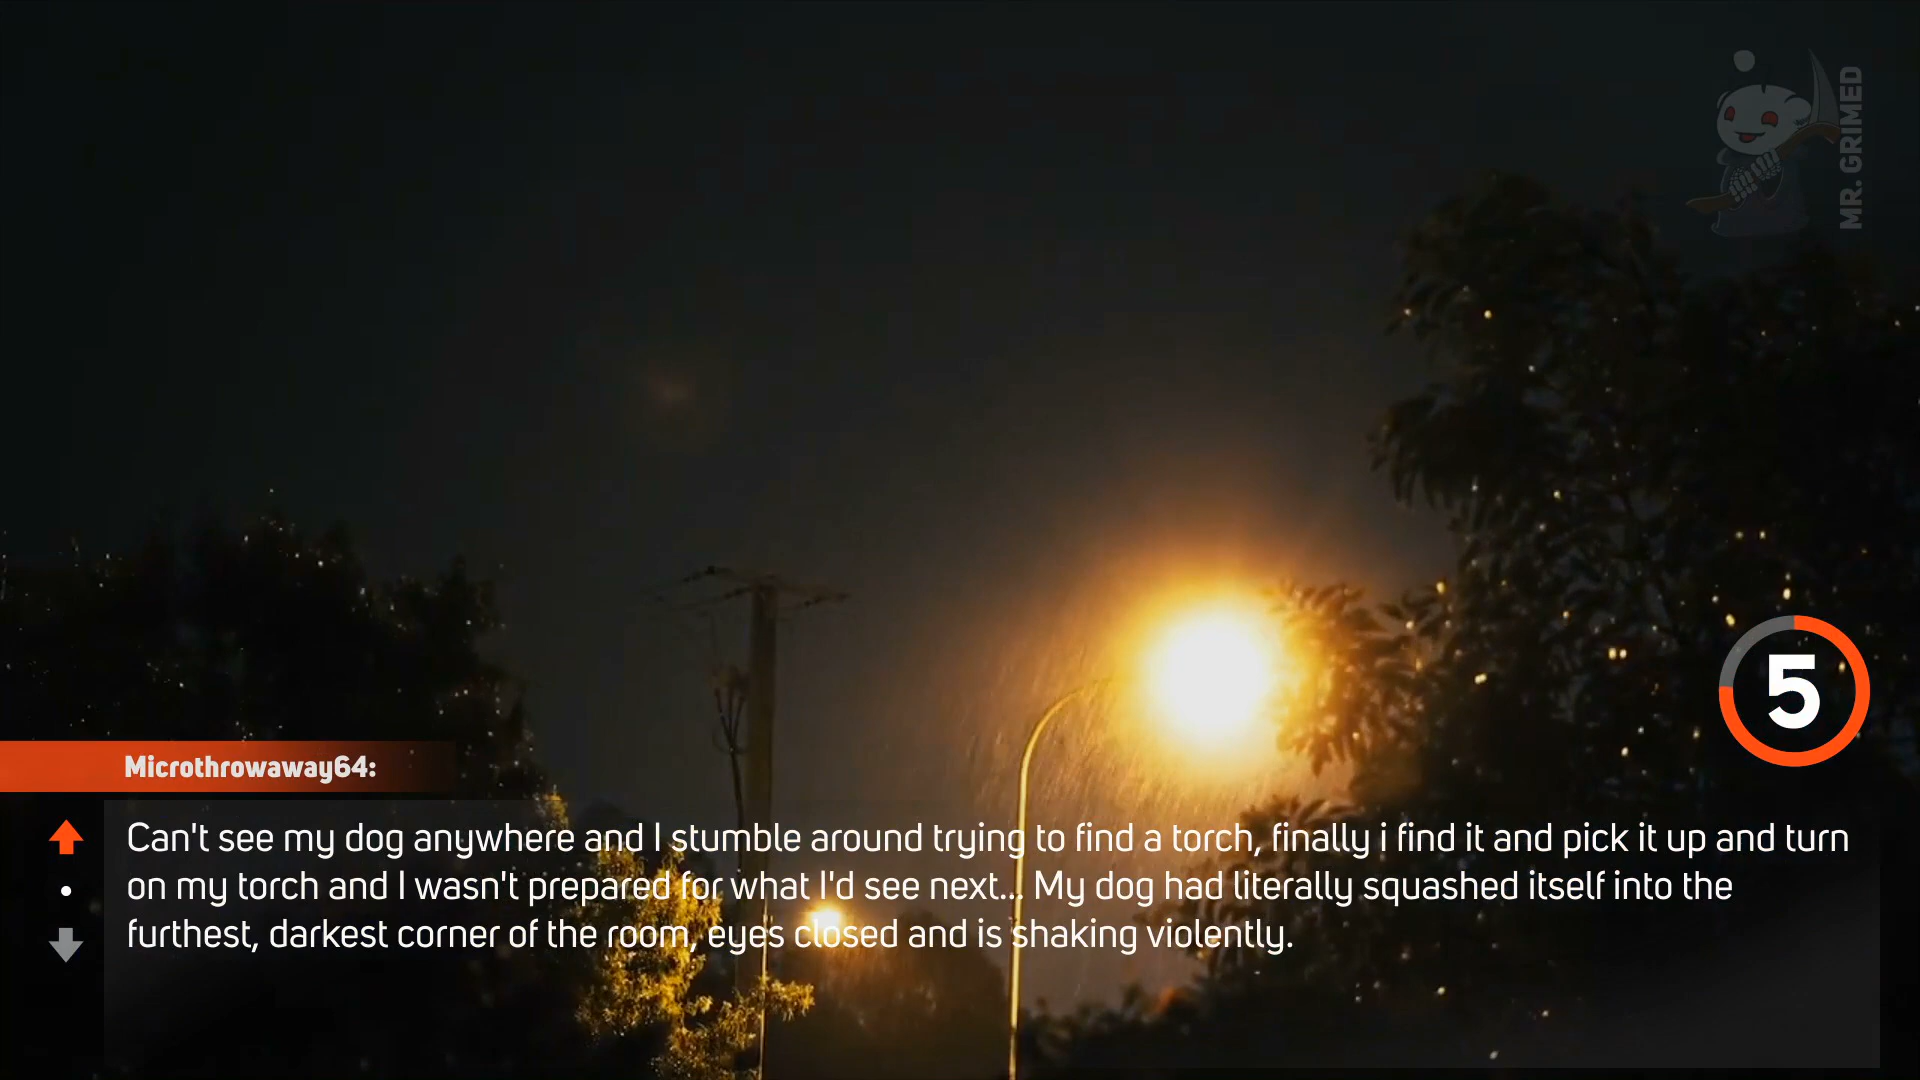 MR. GRIMED
5
Microthrowaway64:
Can't see my dog anywhere and I stumble around trying to find a torch, finally i find it and pick it up and turn
on my torch and I wasn't prepared for what I'd see next... My dog had literally squashed itself into the
furthest, darkest corner of the room, eyes closed and is shaking violently.